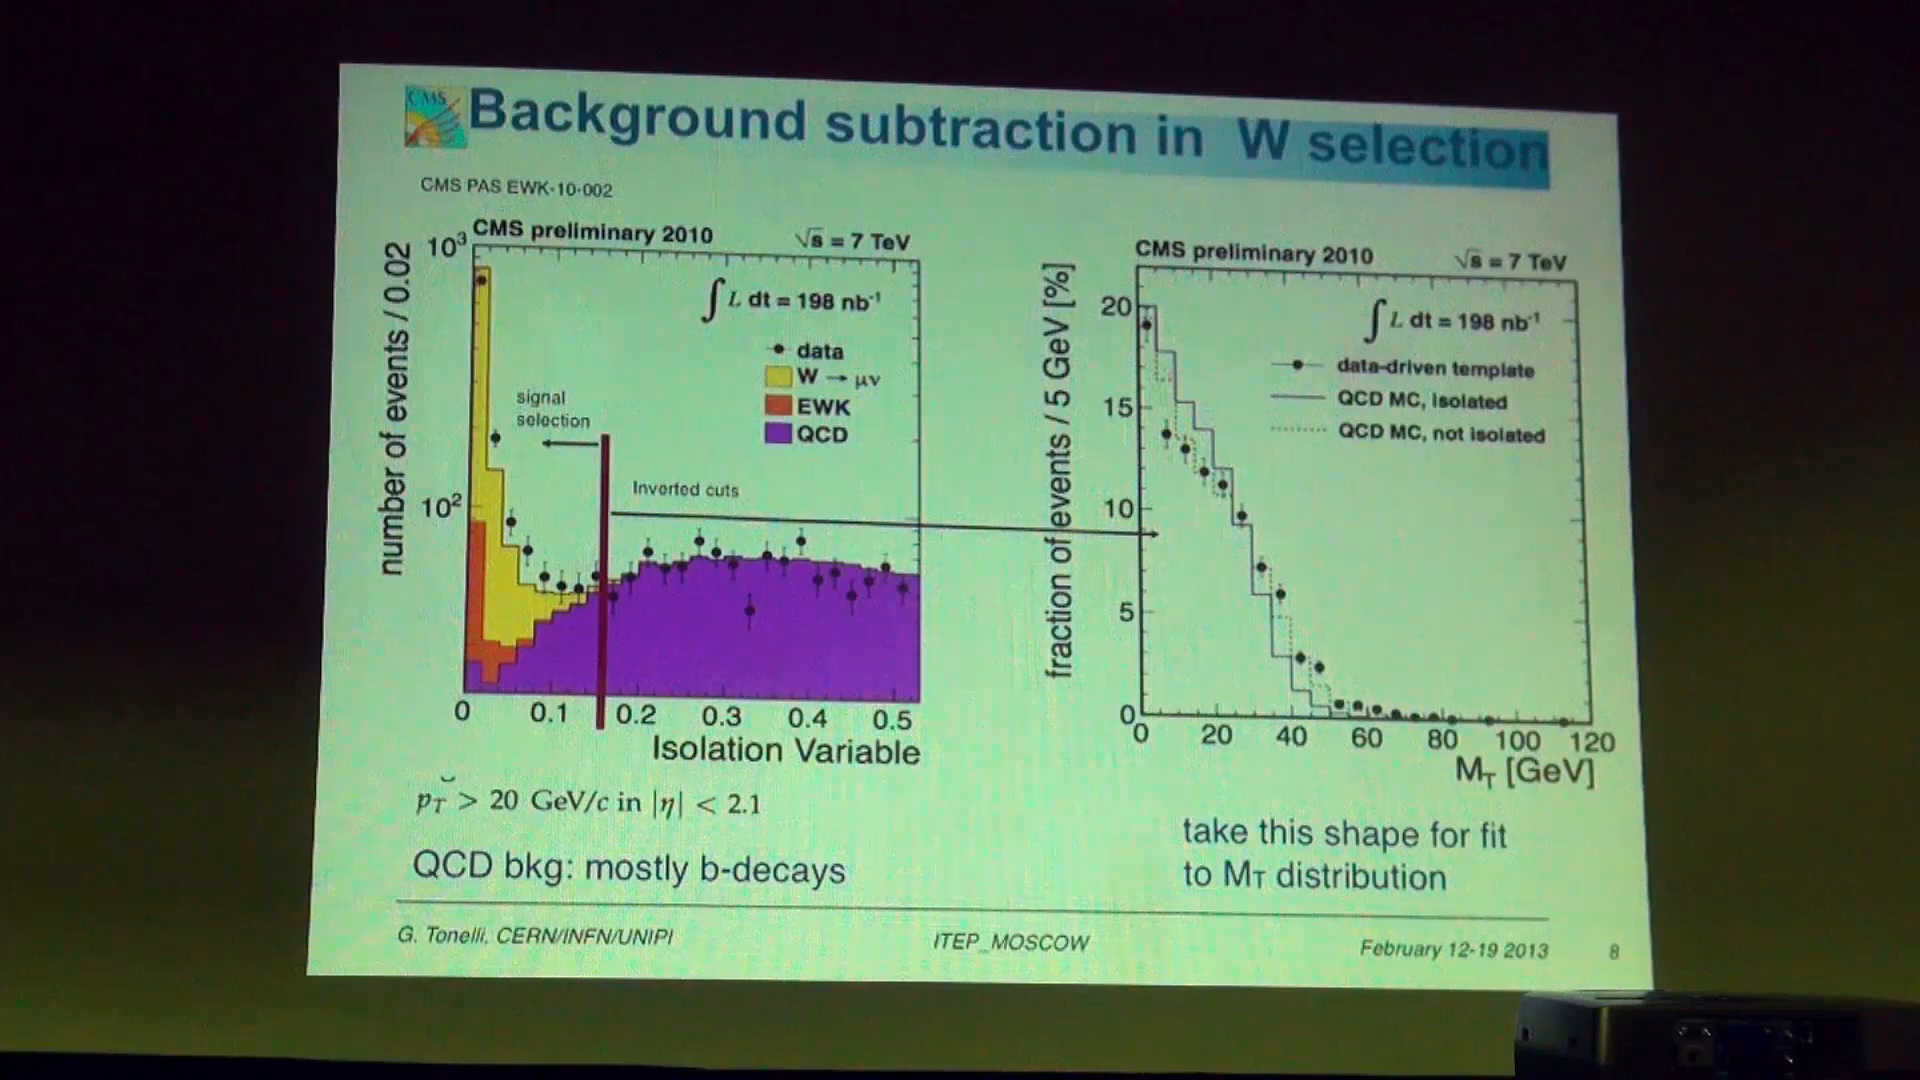 CMS
Background subtraction in W selection
CMS PAS EWK-10-002
CMS preliminary 2010
√s = 7 TeV
number of events / 0.02
10³
10²
∫ L dt = 198 nb⁻¹
data
W → μν
EWK
QCD
signal
selection
Inverted cuts
0 0.1 0.2 0.3 0.4 0.5
Isolation Variable
pT > 20 GeV/c in |η| < 2.1
QCD bkg: mostly b-decays
CMS preliminary 2010
√s = 7 TeV
fraction of events / 5 GeV [%]
20
15
10
5
0
∫ L dt = 198 nb⁻¹
data-driven template
QCD MC, isolated
QCD MC, not isolated
0 20 40 60 80 100 120
MT [GeV]
take this shape for fit
to MT distribution
G. Tonelli, CERN/INFN/UNIPI
ITEP_MOSCOW
February 12-19 2013
8